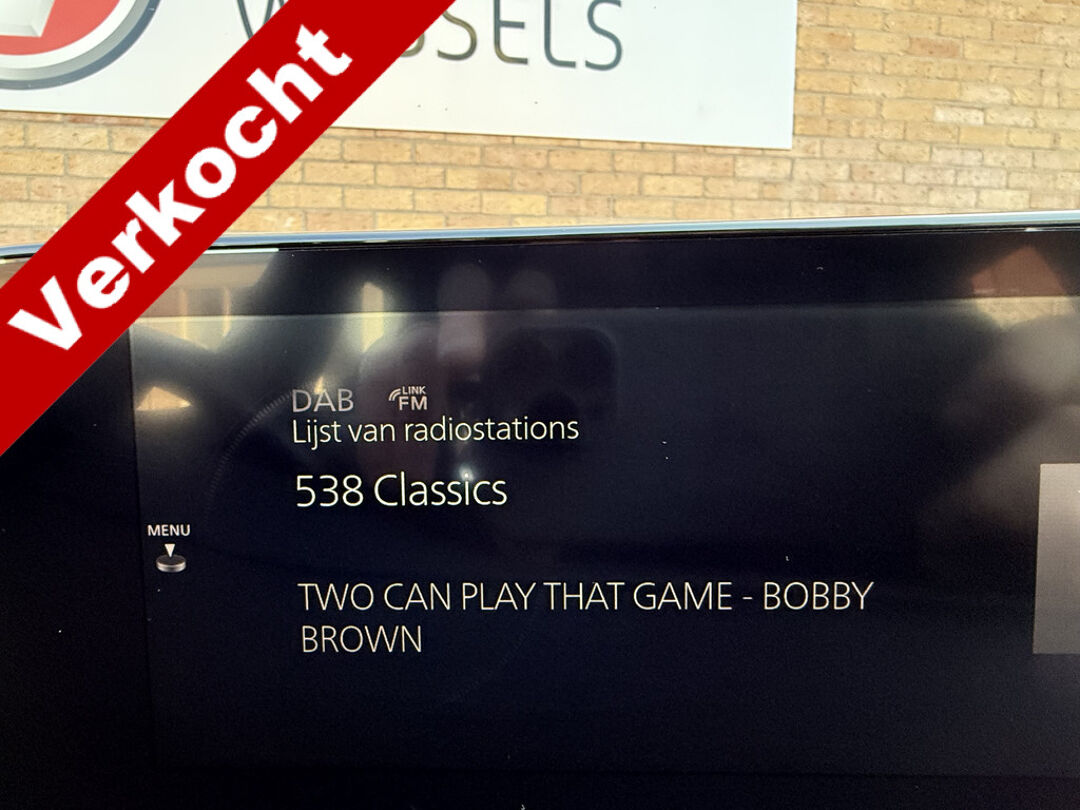 Verkocht
DAB
LINK
FM
Lijst van radiostations
538 Classics
MENU
TWO CAN PLAY THAT GAME - BOBBY
BROWN